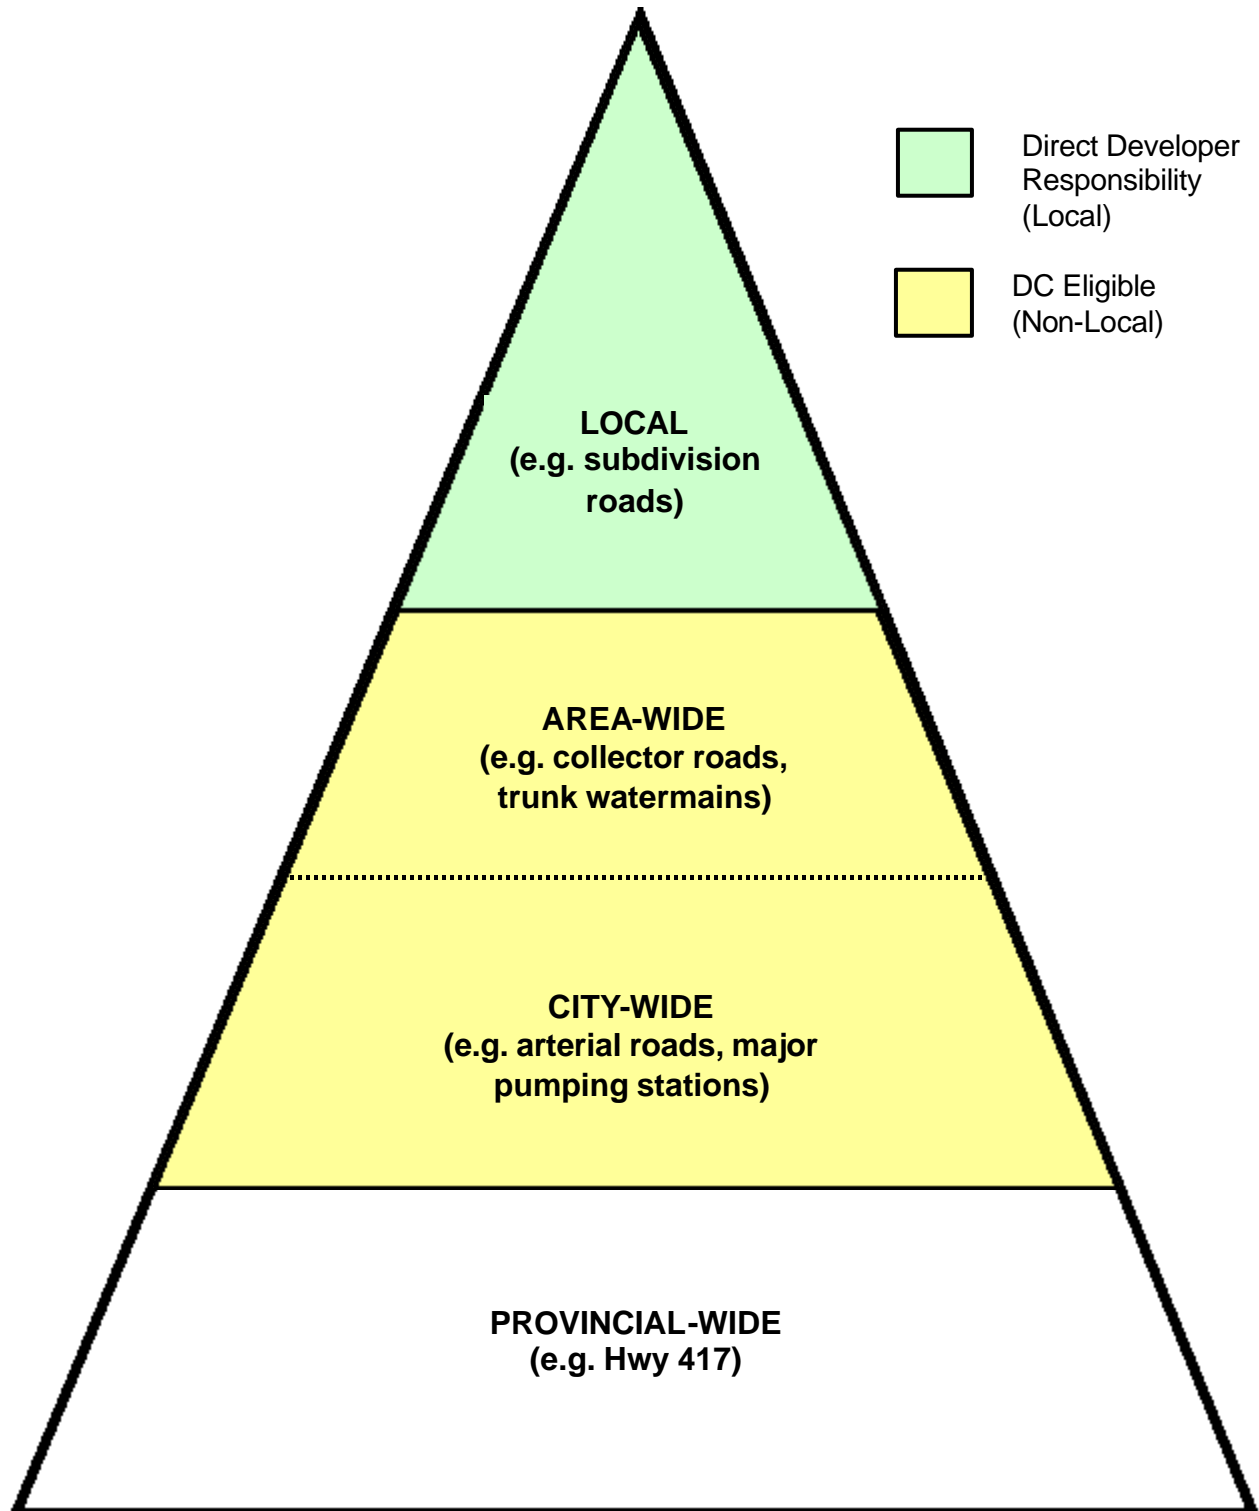 Direct Developer
Responsibility
(Local)
DC Eligible
(Non-Local)
LOCAL
(e.g. subdivision
roads)
AREA-WIDE
(e.g. collector roads,
trunk watermains)
CITY-WIDE
(e.g. arterial roads, major
pumping stations)
PROVINCIAL-WIDE
(e.g. Hwy 417)